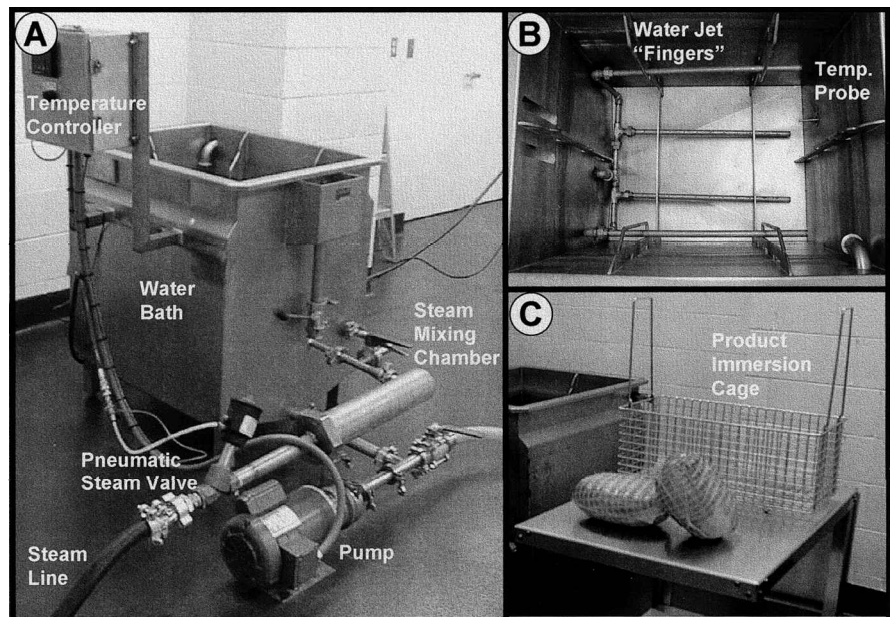 A
Temperature
Controller
Water
Bath
Steam
Mixing
Chamber
Pneumatic
Steam Valve
Steam
Line
Pump
B
Water Jet
“Fingers”
Temp.
Probe
C
Product
Immersion
Cage